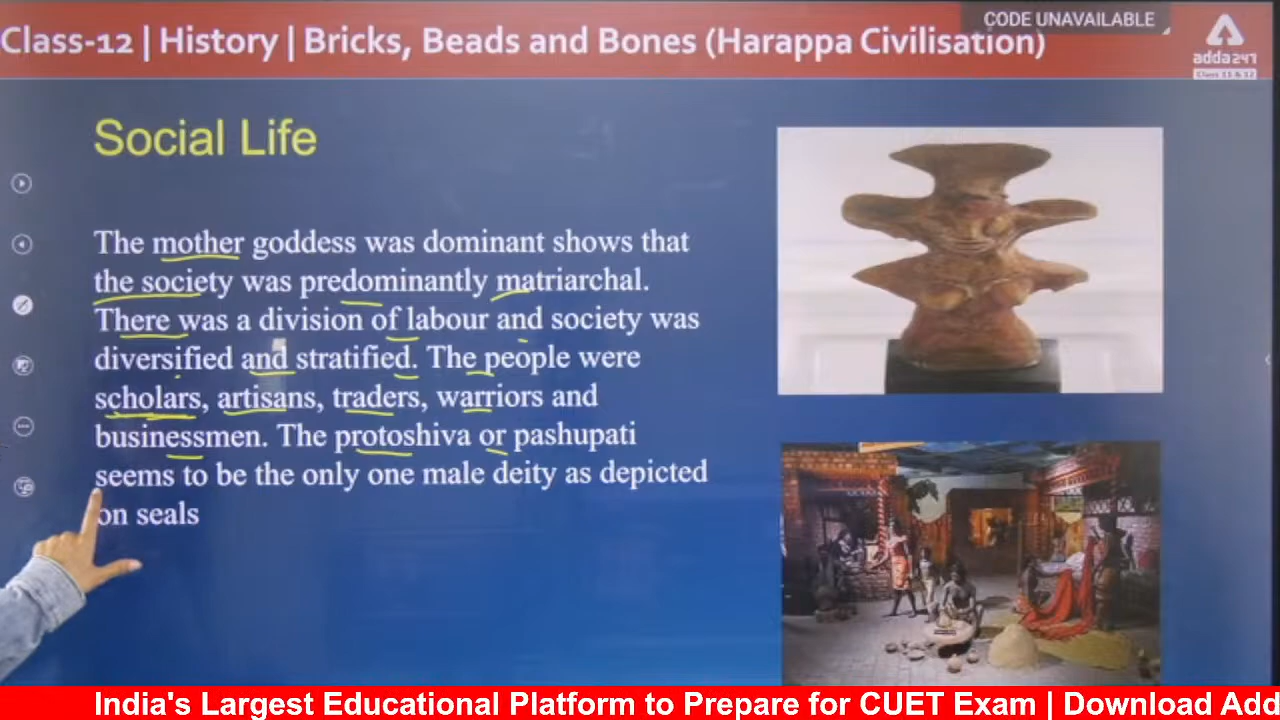 CODE UNAVAILABLE
Class-12 | History | Bricks, Beads and Bones (Harappa Civilisation)
adda247
Class 11 & 12
Social Life
The mother goddess was dominant shows that
the society was predominantly matriarchal.
There was a division of labour and society was
diversified and stratified. The people were
scholars, artisans, traders, warriors and
businessmen. The protoshiva or pashupati
seems to be the only one male deity as depicted
on seals
India's Largest Educational Platform to Prepare for CUET Exam | Download Add